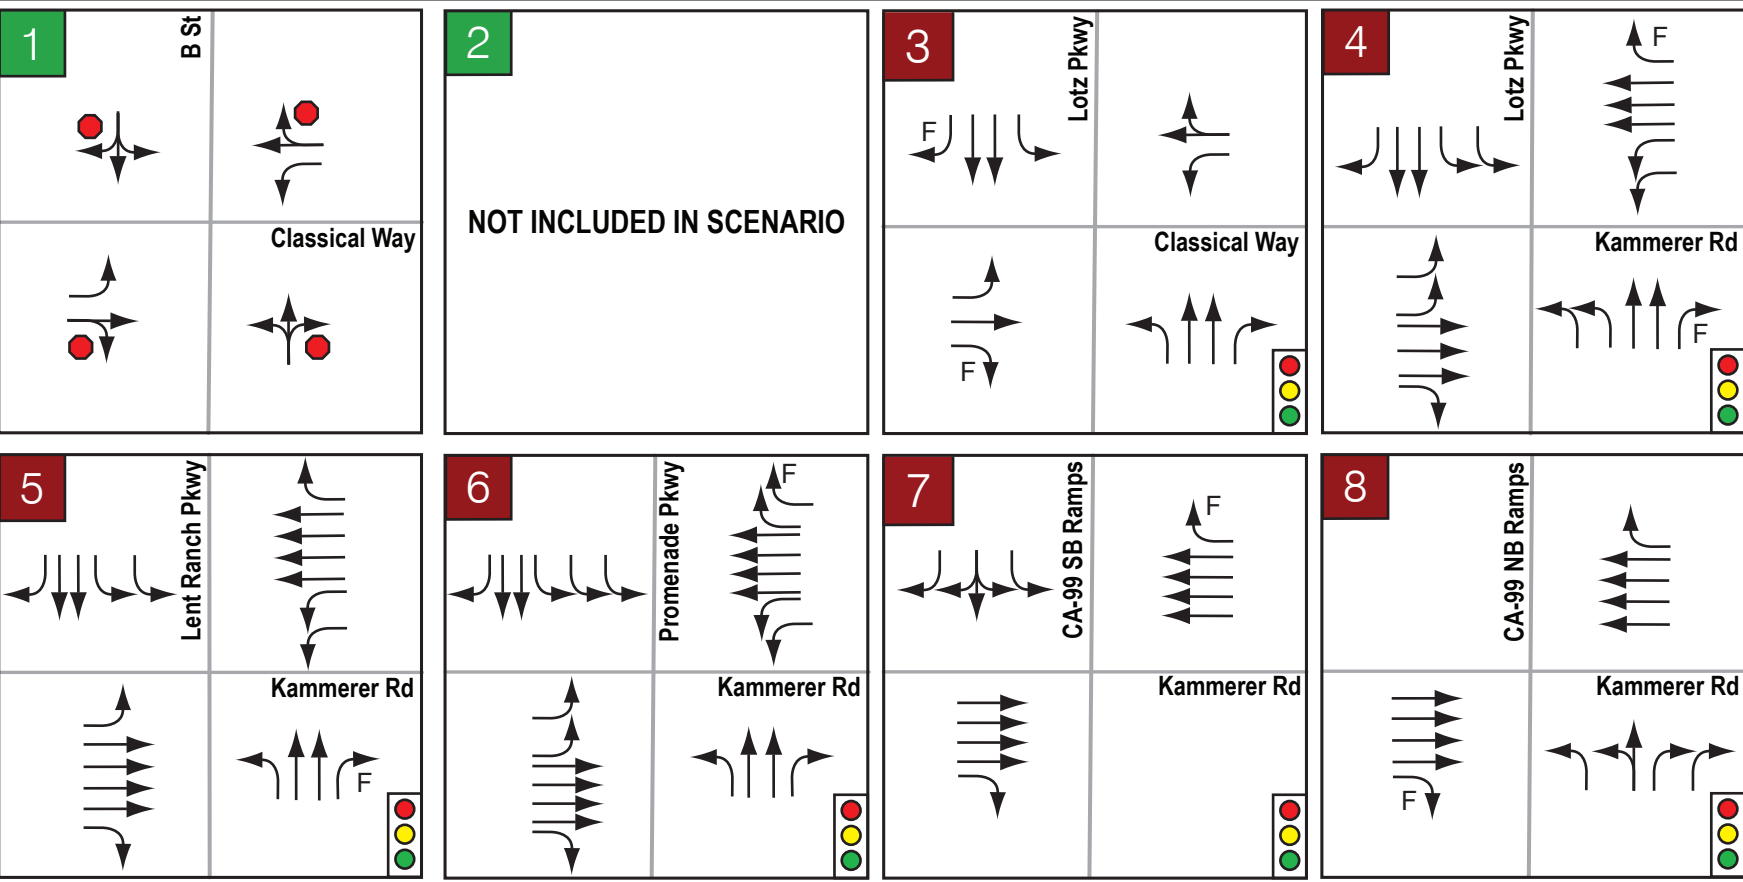 1
B St
Classical Way
2
NOT INCLUDED IN SCENARIO
3
Lotz Pkwy
F
F
Classical Way
4
Lotz Pkwy
F
Kammerer Rd
F
5
Lent Ranch Pkwy
Kammerer Rd
F
6
Promenade Pkwy
F
Kammerer Rd
7
CA-99 SB Ramps
F
Kammerer Rd
8
CA-99 NB Ramps
Kammerer Rd
F